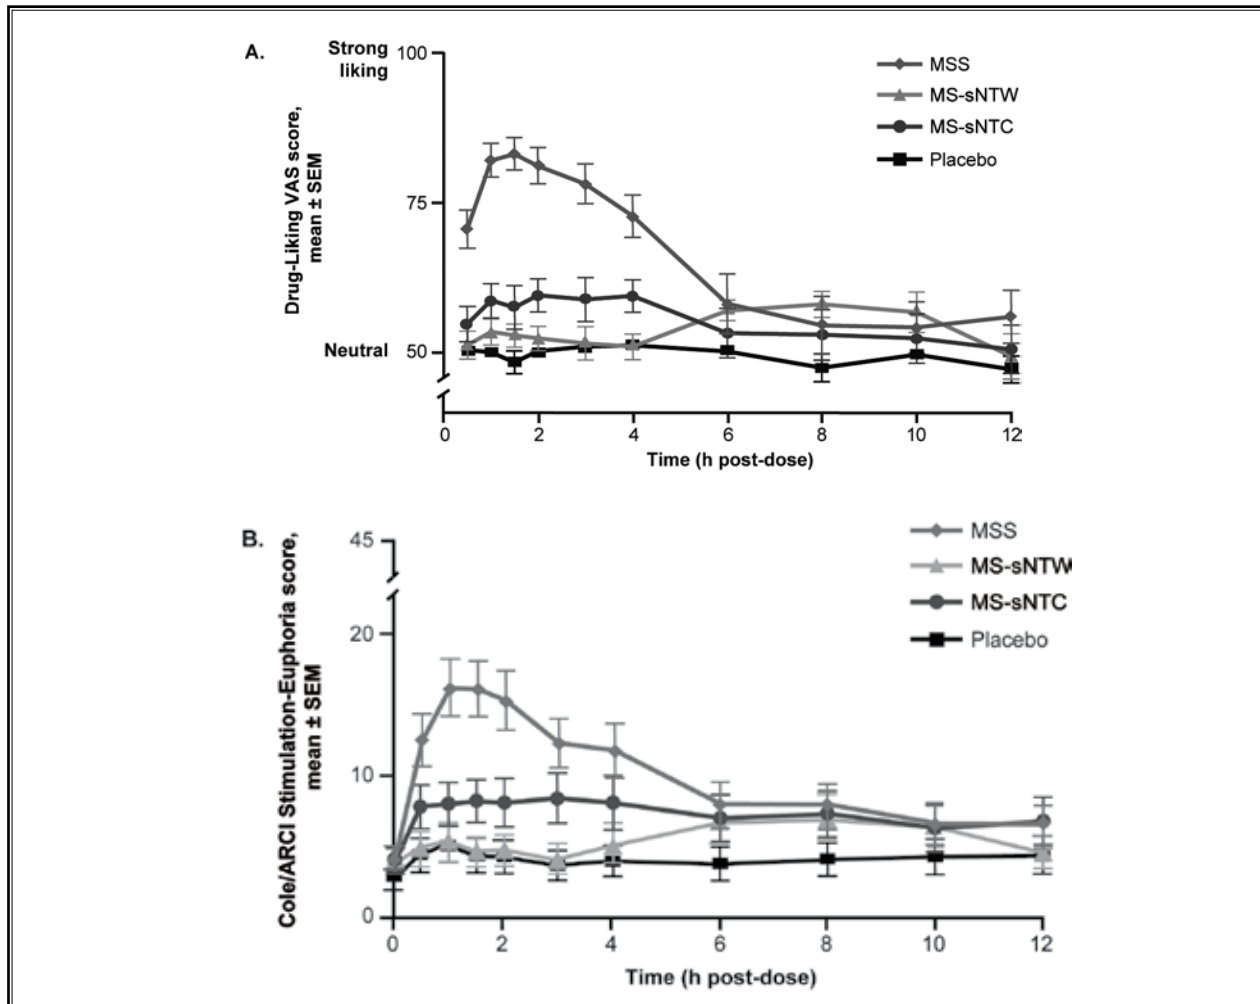 A.
Strong
liking
100
75
Neutral
50
Drug-Liking VAS score,
mean ± SEM
MSS
MS-sNTW
MS-sNTC
Placebo
0
2
4
6
8
10
12
Time (h post-dose)
B.
45
20
10
0
Cole/ARCI Stimulation-Euphoria score,
mean ± SEM
MSS
MS-sNTW
MS-sNTC
Placebo
0
2
4
6
8
10
12
Time (h post-dose)